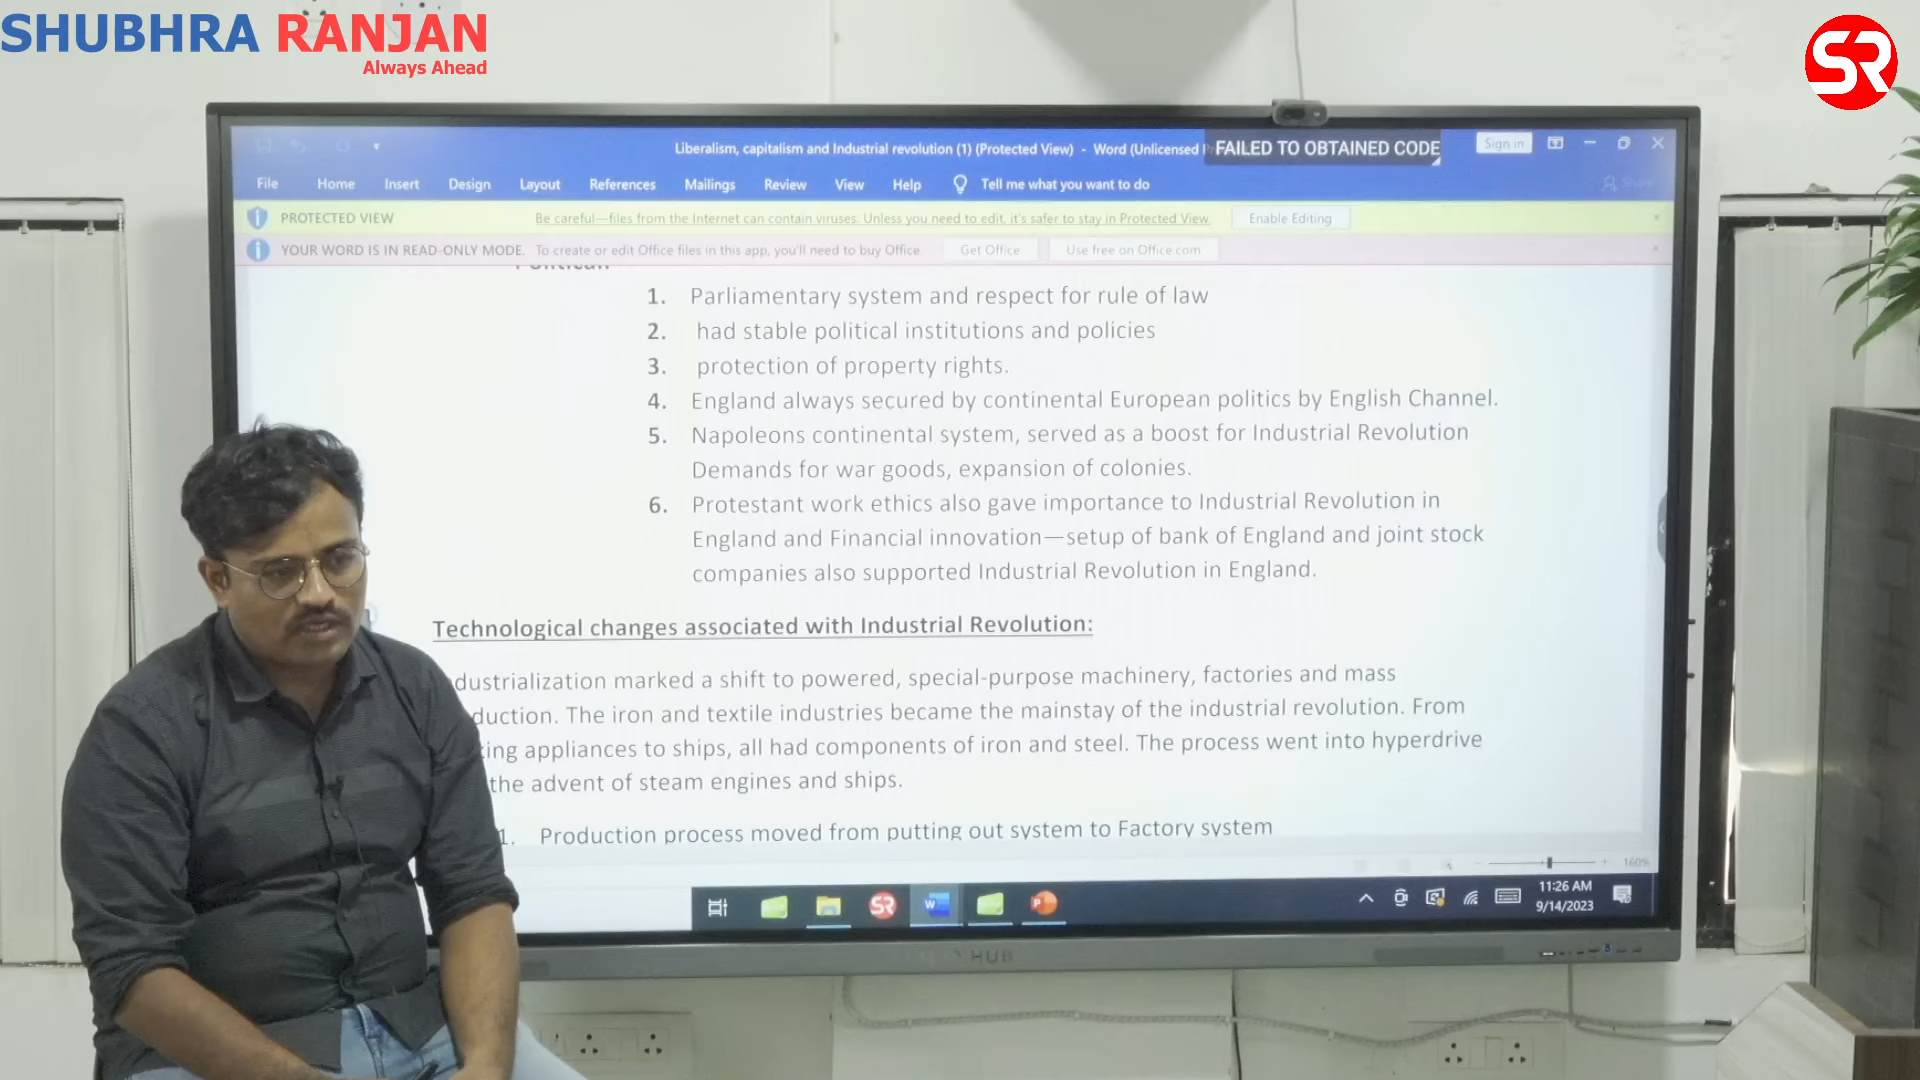 SHUBHRA RANJAN
Always Ahead
SR
Liberalism, capitalism and Industrial revolution (1) (Protected View) - Word (Unlicensed
FAILED TO OBTAINED CODE
Sign in
File Home Insert Design Layout References Mailings Review View Help Tell me what you want to do
Share
PROTECTED VIEW Be careful—files from the Internet can contain viruses. Unless you need to edit, it's safer to stay in Protected View. Enable Editing
YOUR WORD IS IN READ-ONLY MODE. To create or edit Office files in this app, you'll need to buy Office. Get Office Use free on Office.com
1. Parliamentary system and respect for rule of law
2. had stable political institutions and policies
3. protection of property rights.
4. England always secured by continental European politics by English Channel.
5. Napoleons continental system, served as a boost for Industrial Revolution
Demands for war goods, expansion of colonies.
6. Protestant work ethics also gave importance to Industrial Revolution in
England and Financial innovation—setup of bank of England and joint stock
companies also supported Industrial Revolution in England.
Technological changes associated with Industrial Revolution:
dustrialization marked a shift to powered, special-purpose machinery, factories and mass
duction. The iron and textile industries became the mainstay of the industrial revolution. From
ing appliances to ships, all had components of iron and steel. The process went into hyperdrive
the advent of steam engines and ships.
1. Production process moved from putting out system to Factory system
160%
SR W P
11:26 AM
9/14/2023
HUB